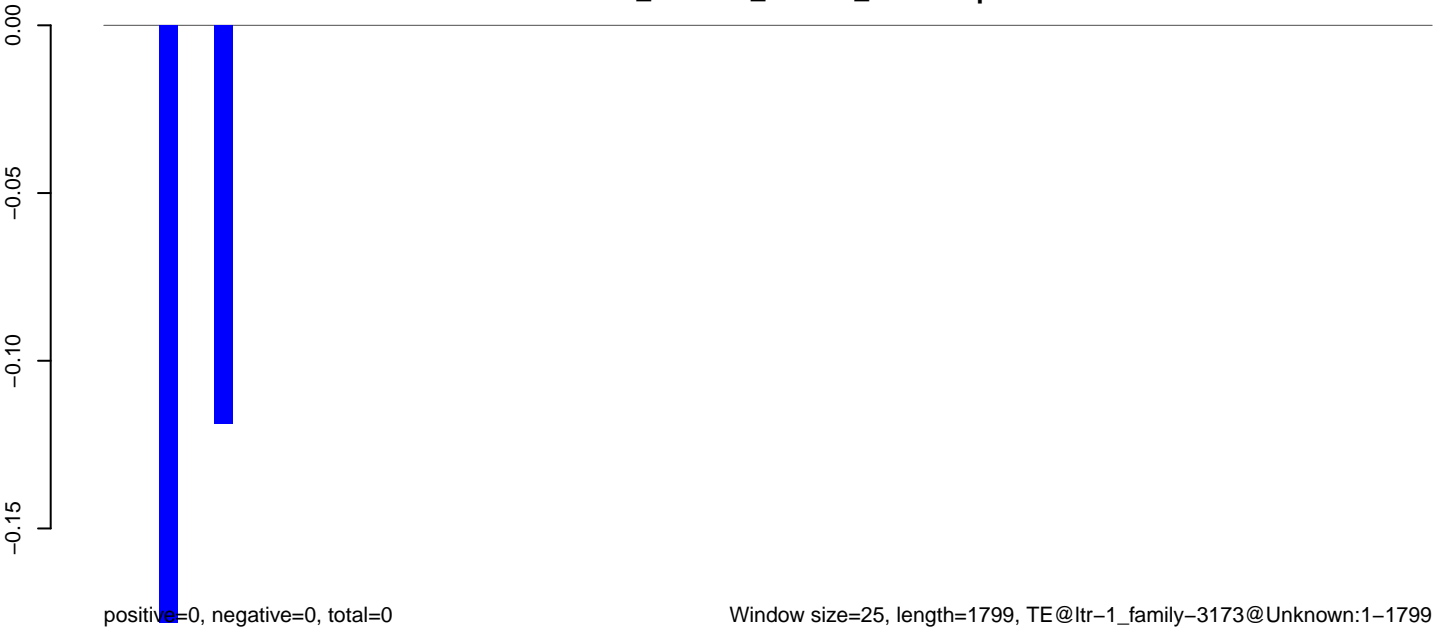 0.00
−0.05
−0.10
−0.15
positive=0, negative=0, total=0
Window size=25, length=1799, TE@ltr−1_family−3173@Unknown:1−1799